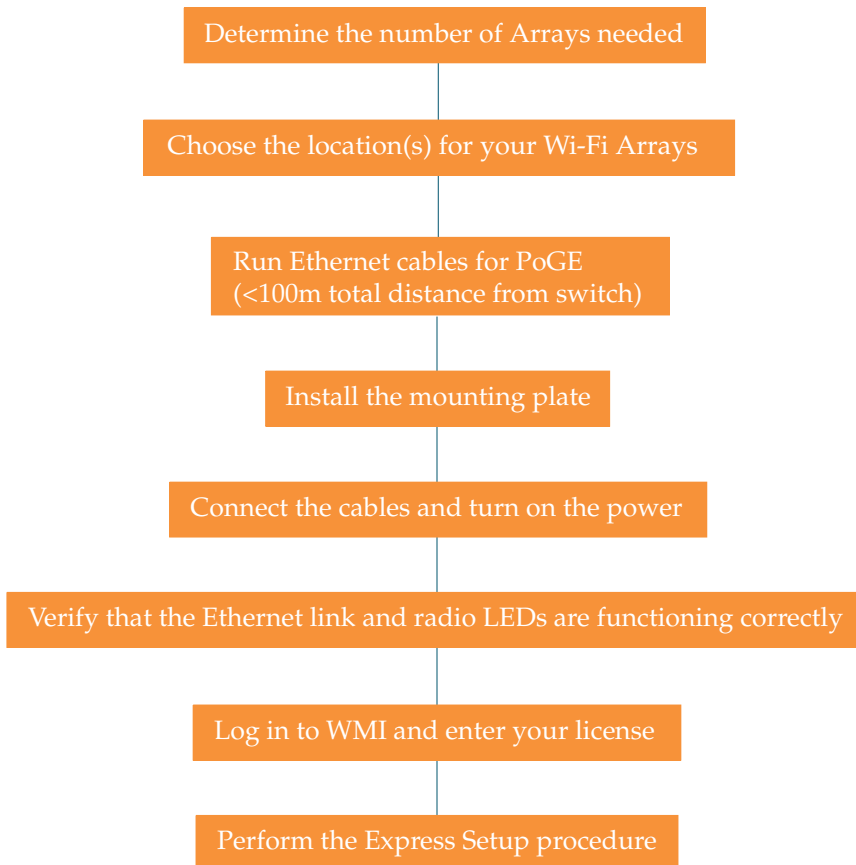 Determine the number of Arrays needed
Choose the location(s) for your Wi-Fi Arrays
Run Ethernet cables for PoGE
(<100m total distance from switch)
Install the mounting plate
Connect the cables and turn on the power
Verify that the Ethernet link and radio LEDs are functioning correctly
Log in to WMI and enter your license
Perform the Express Setup procedure